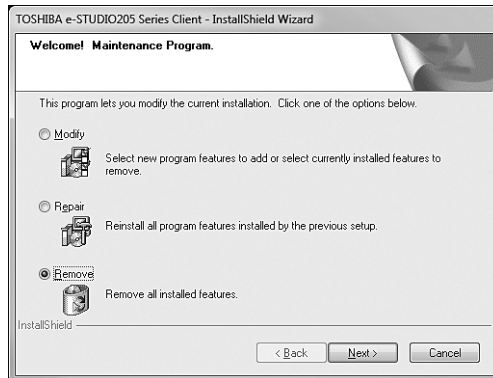 TOSHIBA e-STUDIO205 Series Client - InstallShield Wizard
Welcome! Maintenance Program.
This program lets you modify the current installation. Click one of the options below.
Modify
Select new program features to add or select currently installed features to
remove.
Repair
Reinstall all program features installed by the previous setup.
Remove
Remove all installed features.
InstallShield
< Back
Next >
Cancel